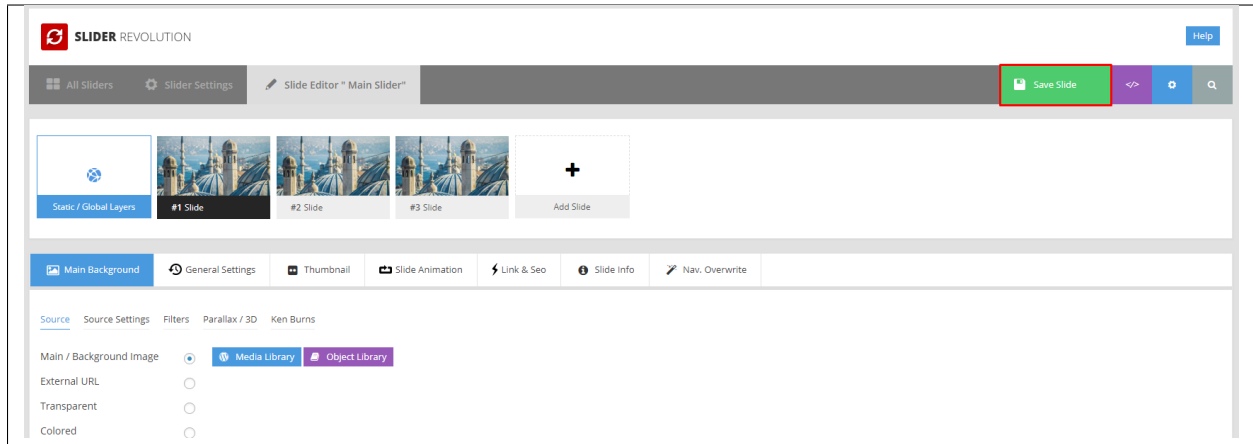 SLIDER REVOLUTION
Help
All Sliders
Slider Settings
Slide Editor " Main Slider"
Save Slide
</>
Static / Global Layers
#1 Slide
#2 Slide
#3 Slide
Add Slide
Main Background
General Settings
Thumbnail
Slide Animation
Link & Seo
Slide Info
Nav. Overwrite
Source
Source Settings
Filters
Parallax / 3D
Ken Burns
Main / Background Image
Media Library
Object Library
External URL
Transparent
Colored